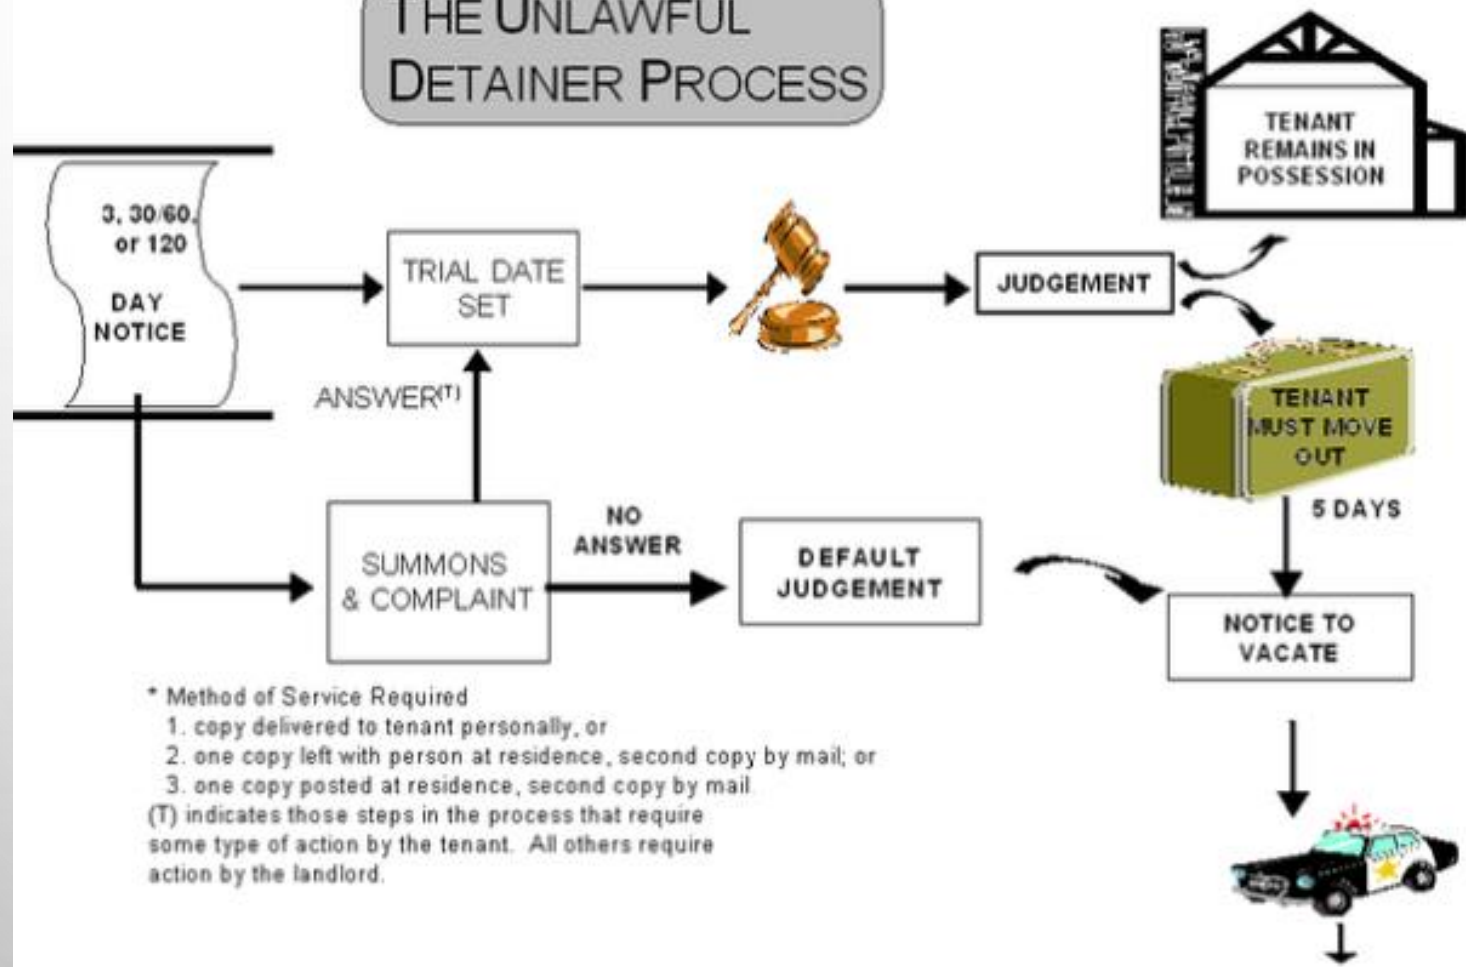 THE UNLAWFUL
DETAINER PROCESS
TENANT
REMAINS IN
POSSESSION
3, 30/60,
or 120
DAY
NOTICE
TRIAL DATE
SET
JUDGEMENT
ANSWER(T)
TENANT
MUST MOVE
OUT
5 DAYS
SUMMONS
& COMPLAINT
NO
ANSWER
DEFAULT
JUDGEMENT
NOTICE TO
VACATE
* Method of Service Required
1. copy delivered to tenant personally, or
2. one copy left with person at residence, second copy by mail; or
3. one copy posted at residence, second copy by mail
(T) indicates those steps in the process that require
some type of action by the tenant. All others require
action by the landlord.